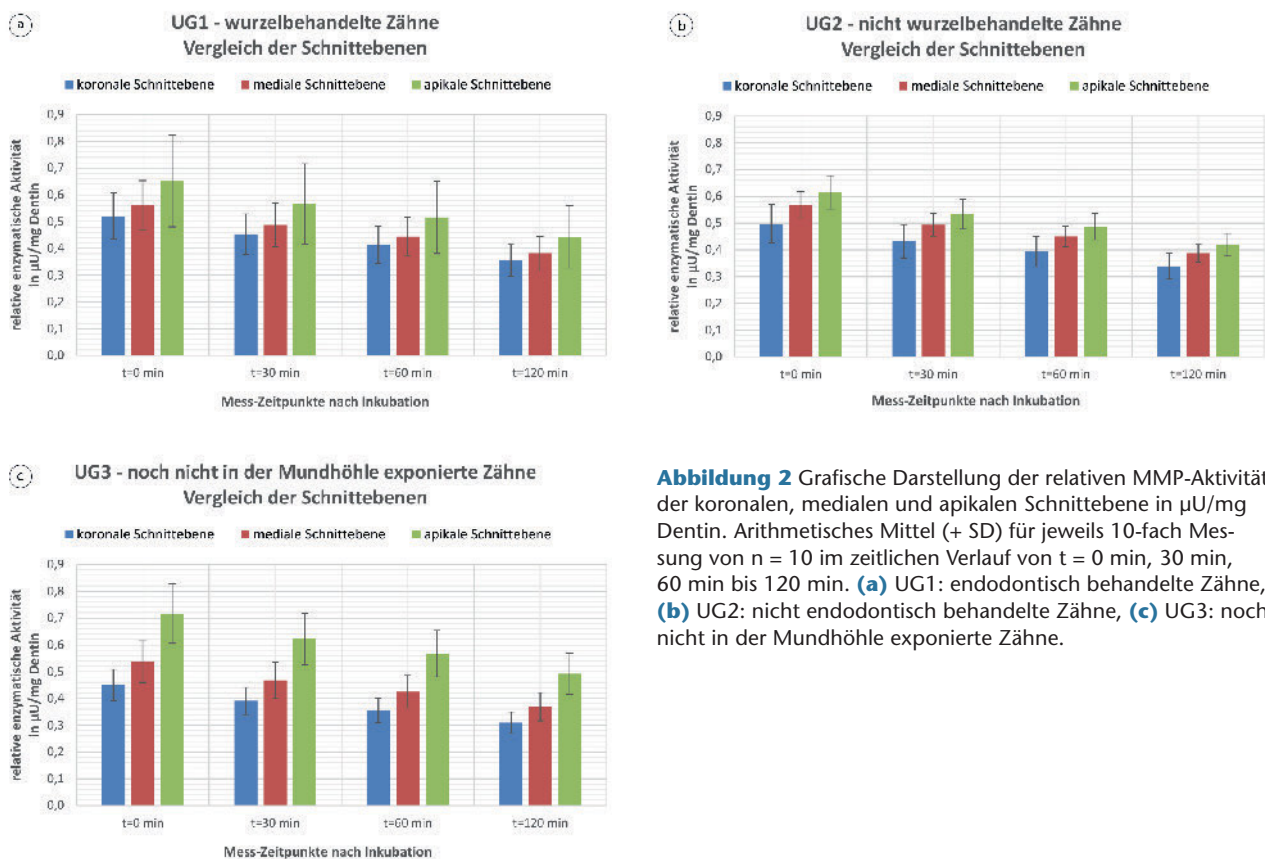 a
UG1 - wurzelbehandelte Zähne
Vergleich der Schnittebenen
koronale Schnittebene mediale Schnittebene apikale Schnittebene
relative enzymatische Aktivität
in µU/mg Dentin
0,9
0,8
0,7
0,6
0,5
0,4
0,3
0,2
0,1
0,0
t=0 min t=30 min t=60 min t=120 min
Mess-Zeitpunkte nach Inkubation
b
UG2 - nicht wurzelbehandelte Zähne
Vergleich der Schnittebenen
koronale Schnittebene mediale Schnittebene apikale Schnittebene
relative enzymatische Aktivität
in µU/mg Dentin
0,9
0,8
0,7
0,6
0,5
0,4
0,3
0,2
0,1
0,0
t=0 min t=30 min t=60 min t=120 min
Mess-Zeitpunkte nach Inkubation
c
UG3 - noch nicht in der Mundhöhle exponierte Zähne
Vergleich der Schnittebenen
koronale Schnittebene mediale Schnittebene apikale Schnittebene
relative enzymatische Aktivität
in µU/mg Dentin
0,9
0,8
0,7
0,6
0,5
0,4
0,3
0,2
0,1
0,0
t=0 min t=30 min t=60 min t=120 min
Mess-Zeitpunkte nach Inkubation
Abbildung 2 Grafische Darstellung der relativen MMP-Aktivität
der koronalen, medialen und apikalen Schnittebene in µU/mg
Dentin. Arithmetisches Mittel (+ SD) für jeweils 10-fach Mes-
sung von n = 10 im zeitlichen Verlauf von t = 0 min, 30 min,
60 min bis 120 min. (a) UG1: endodontisch behandelte Zähne,
(b) UG2: nicht endodontisch behandelte Zähne, (c) UG3: noch
nicht in der Mundhöhle exponierte Zähne.